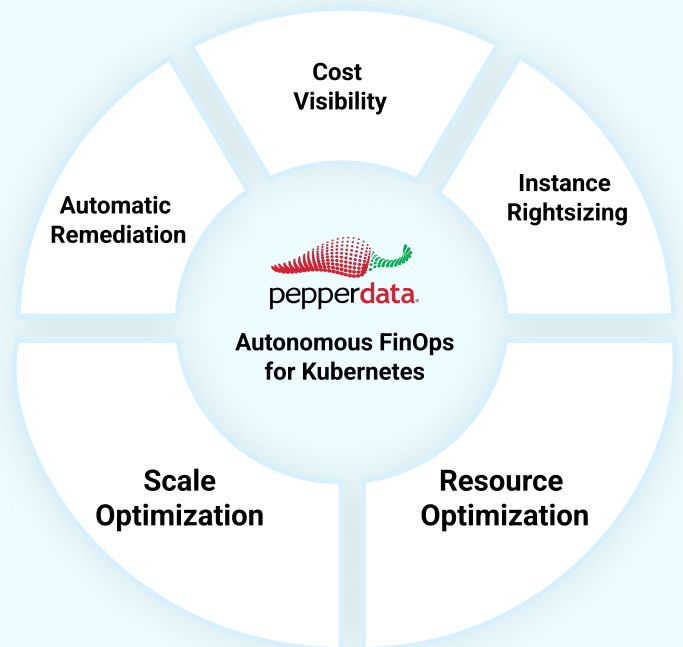 Cost
Visibility
Instance
Rightsizing
Automatic
Remediation
pepperdata®
Autonomous FinOps
for Kubernetes
Scale
Optimization
Resource
Optimization